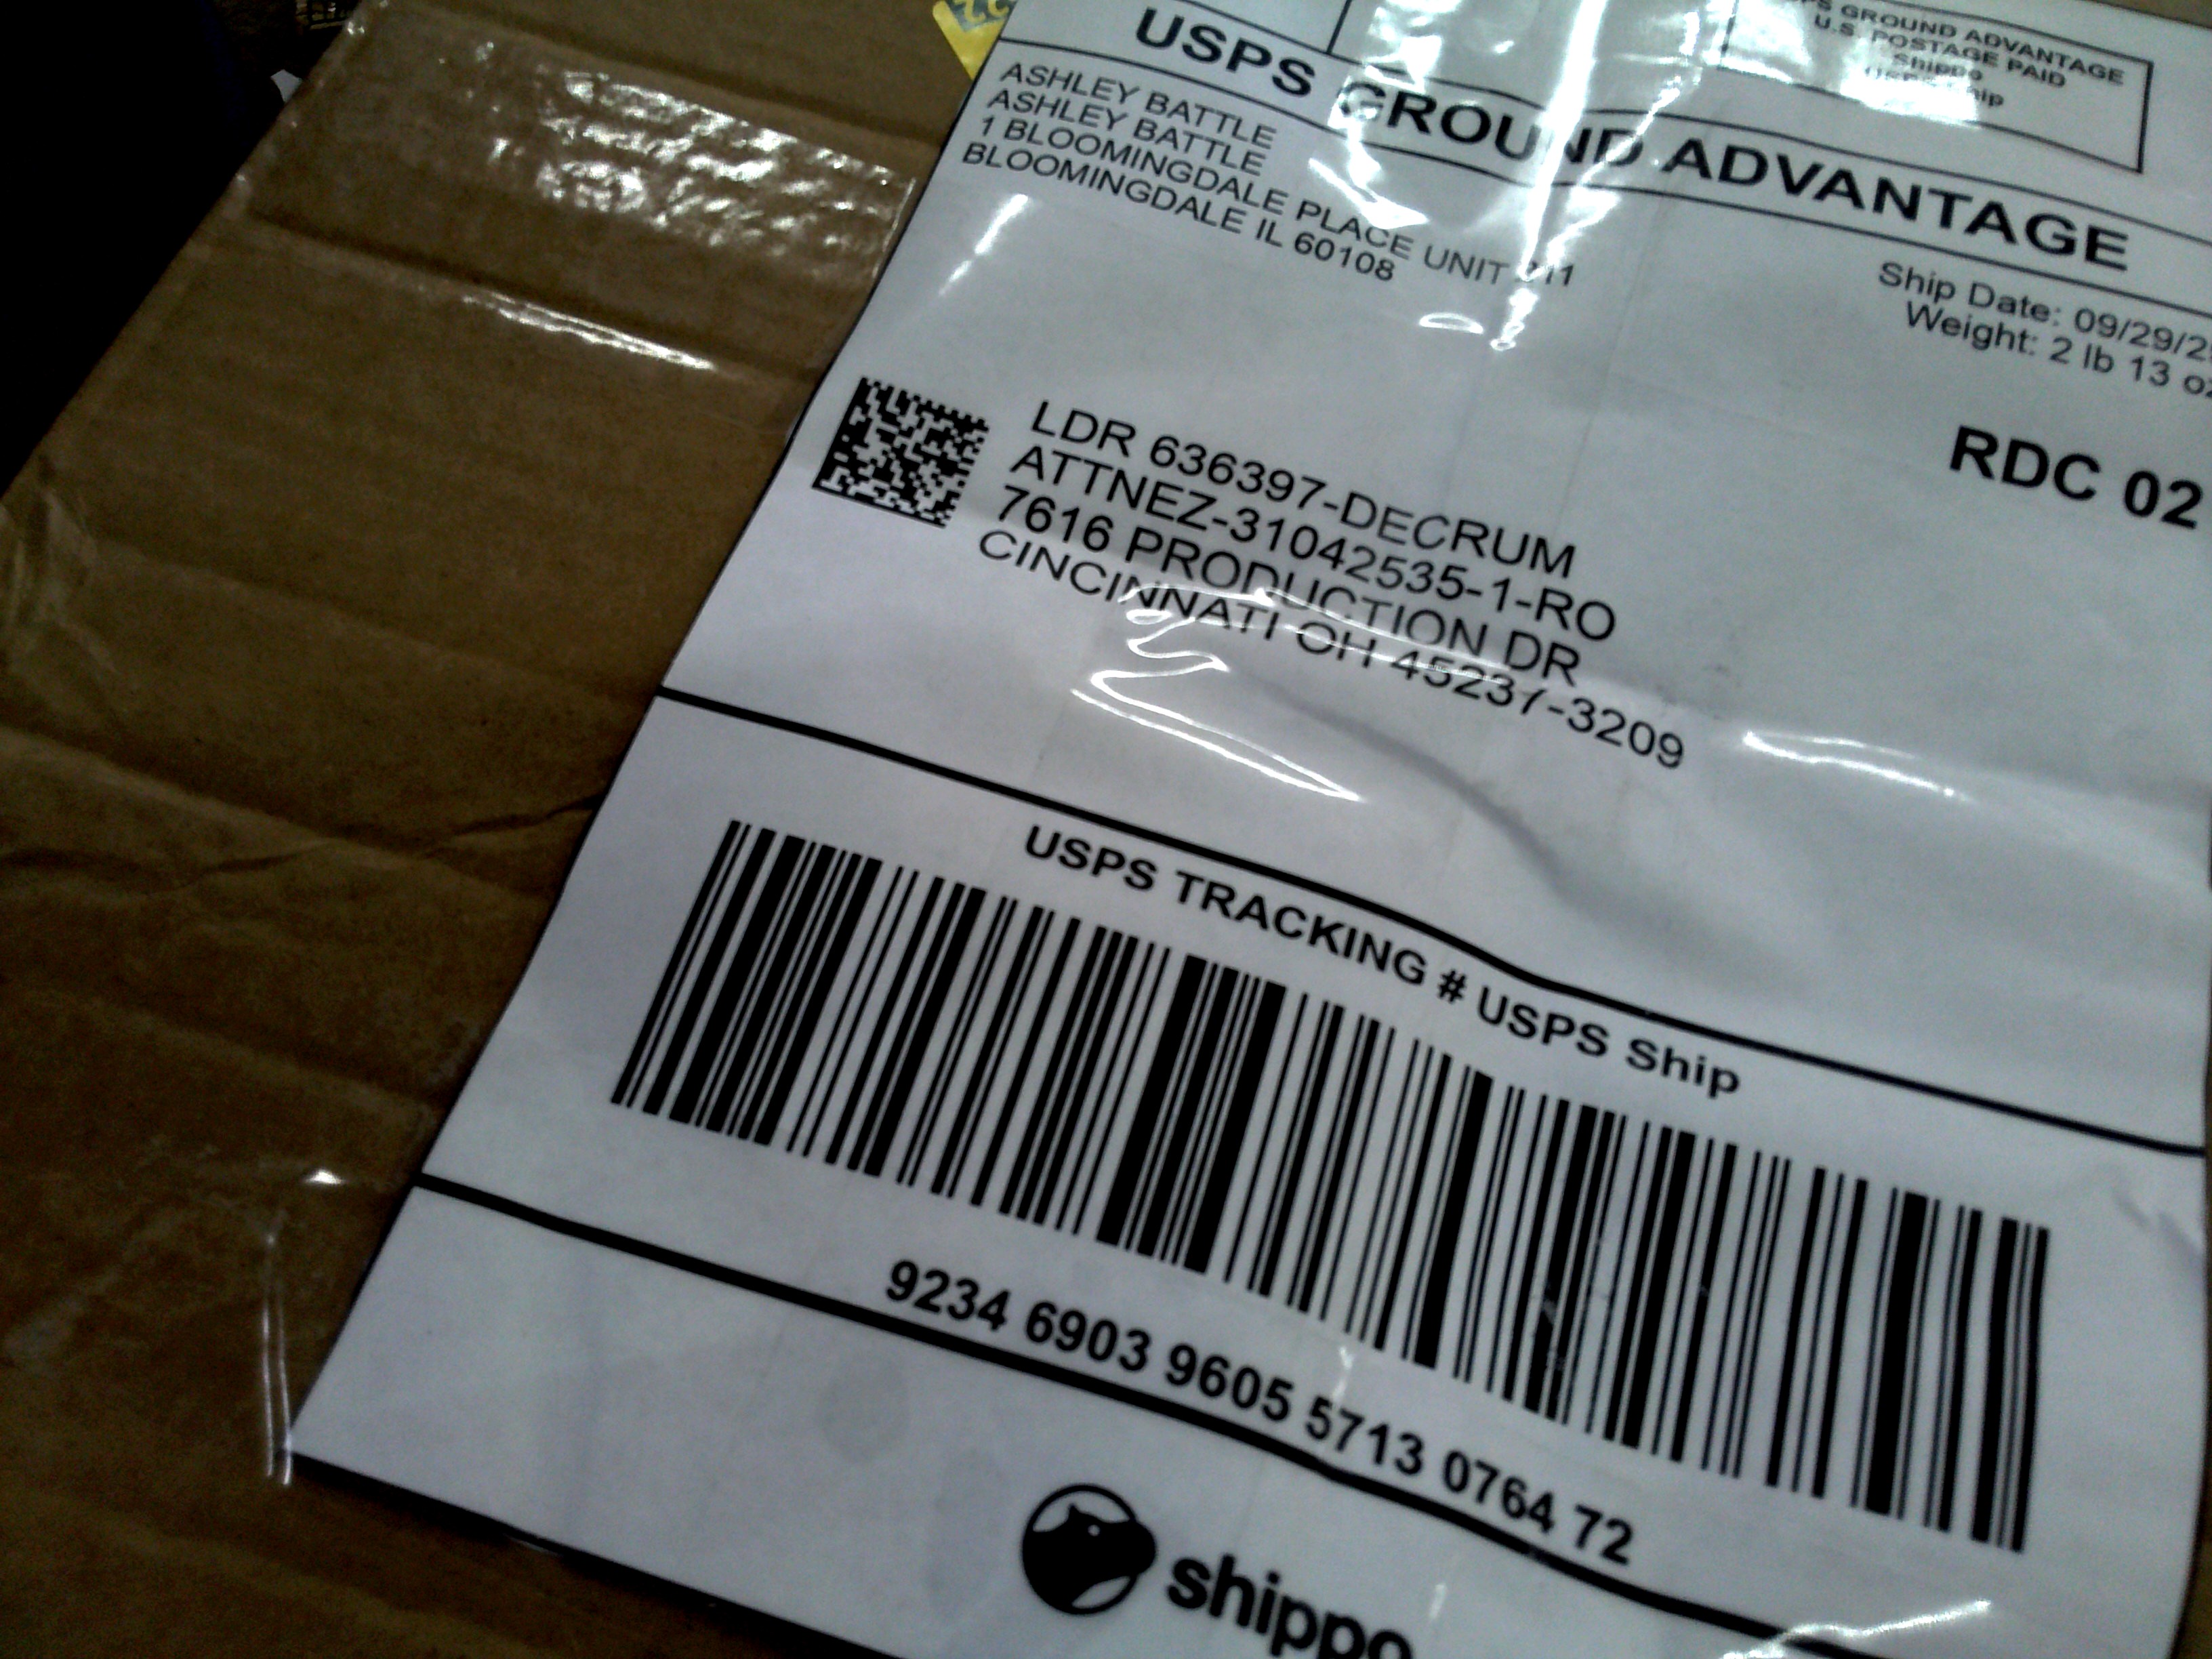 GROUND ADVANTAGE
U.S. POSTAGE PAID
Shippo
USPS GROUND ADVANTAGE
ASHLEY BATTLE
ASHLEY BATTLE
1 BLOOMINGDALE PLACE UNIT
BLOOMINGDALE IL 60108
Ship Date: 09/29/2
Weight: 2 lb 13 oz
RDC 02
LDR 636397-DECRUM
ATTNEZ-31042535-1-RO
7616 PRODUCTION DR
CINCINNATI OH 45237-3209
USPS TRACKING # USPS Ship
9234 6903 9605 5713 0764 72
shippo